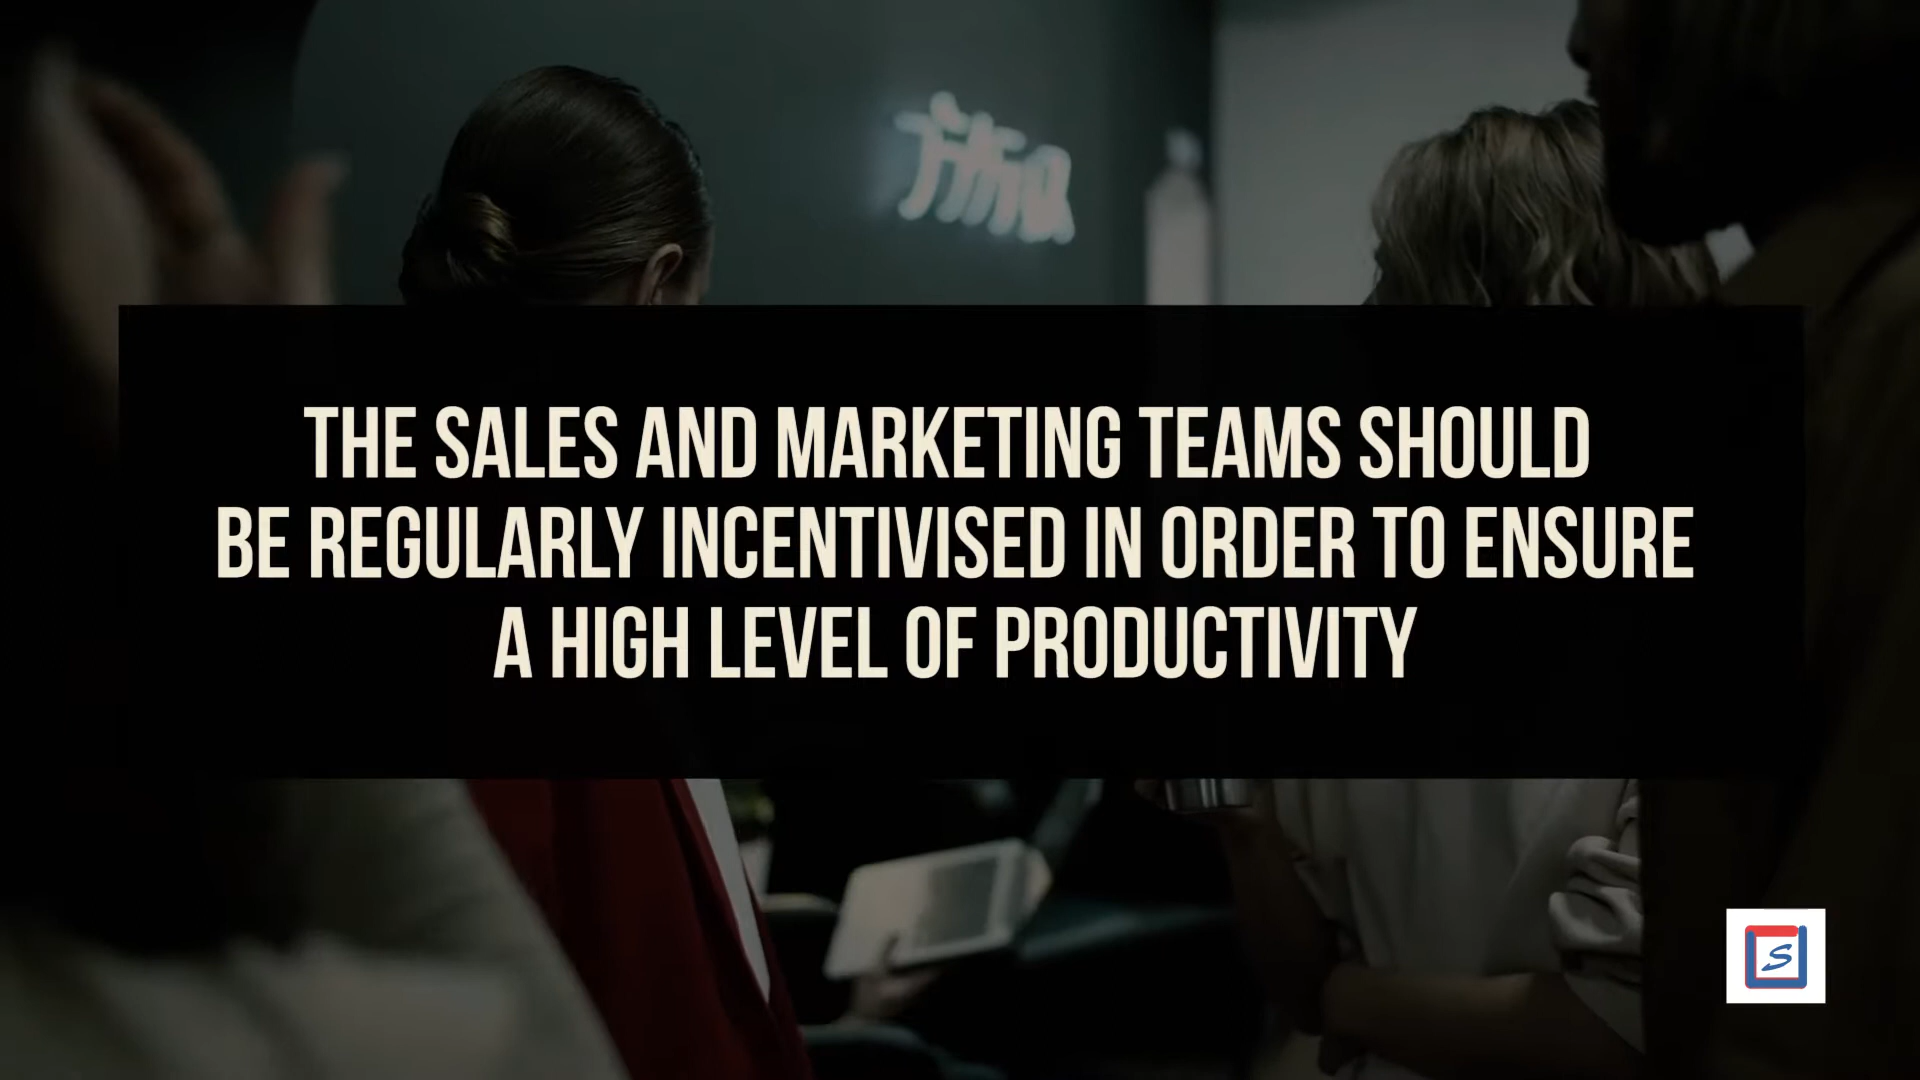 THE SALES AND MARKETING TEAMS SHOULD
BE REGULARLY INCENTIVISED IN ORDER TO ENSURE
A HIGH LEVEL OF PRODUCTIVITY
S